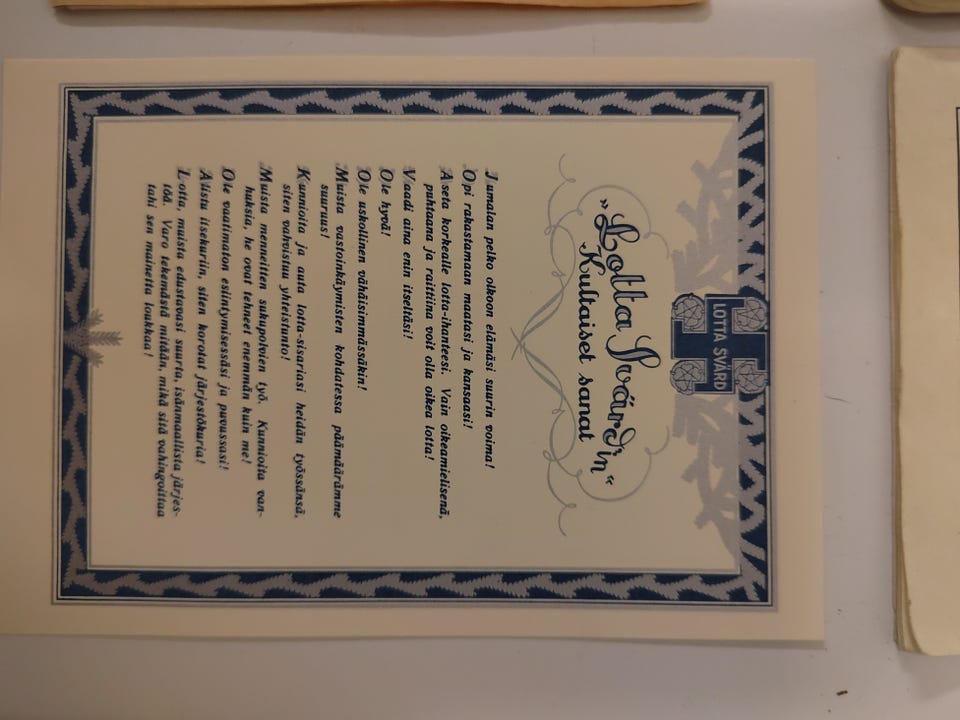 LOTTA SVÄRD
„Lotta Svärd'in"
Kultaiset sanat
Jumalan pelko olkoon elämäsi suurin voima!
Opi rakastamaan maatasi ja kansaasi!
Aseta korkealle lotta-ihanteesi. Vain oikeamielisenä,
puhtaana ja raittiina voit olla oikea lotta!
Vaadi aina enin itseltäsi!
Ole hyvä!
Ole uskollinen vähäisimmässäkin!
Muista vastoinkäymisten kohdatessa päämäärämme
suuruus!
Kunnioita ja auta lotta-sisariasi heidän työssänsä,
siten vahvistuu yhteistunto!
Muista menneitten sukupolvien työ. Kunnioita van-
huksia, he ovat tehneet enemmän kuin me!
Ole vaatimaton esiintymisessäsi ja puvussasi!
Alistu itsekuriin, siten korotat järjestökuria!
Lotta, muista edustavasi suurta, isänmaallista järjes-
töä. Varo tekemästä mitään, mikä sitä vahingoittaa
tahi sen mainetta loukkaa!